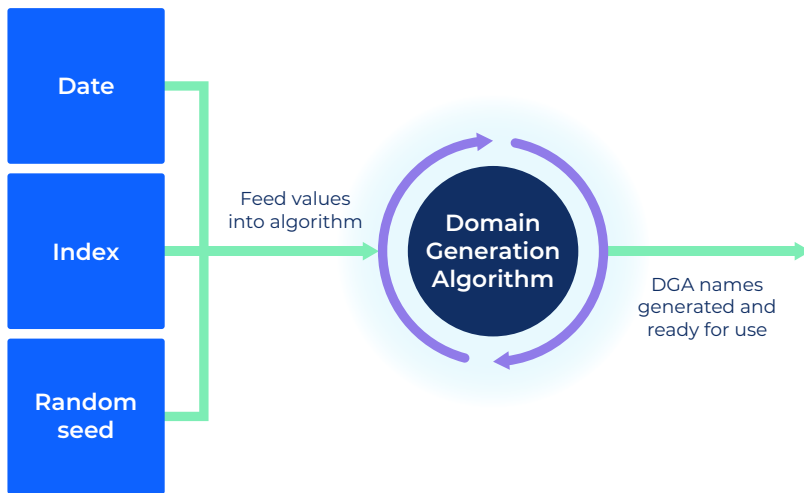 Date
Index
Random
seed
Feed values
into algorithm
Domain
Generation
Algorithm
DGA names
generated and
ready for use